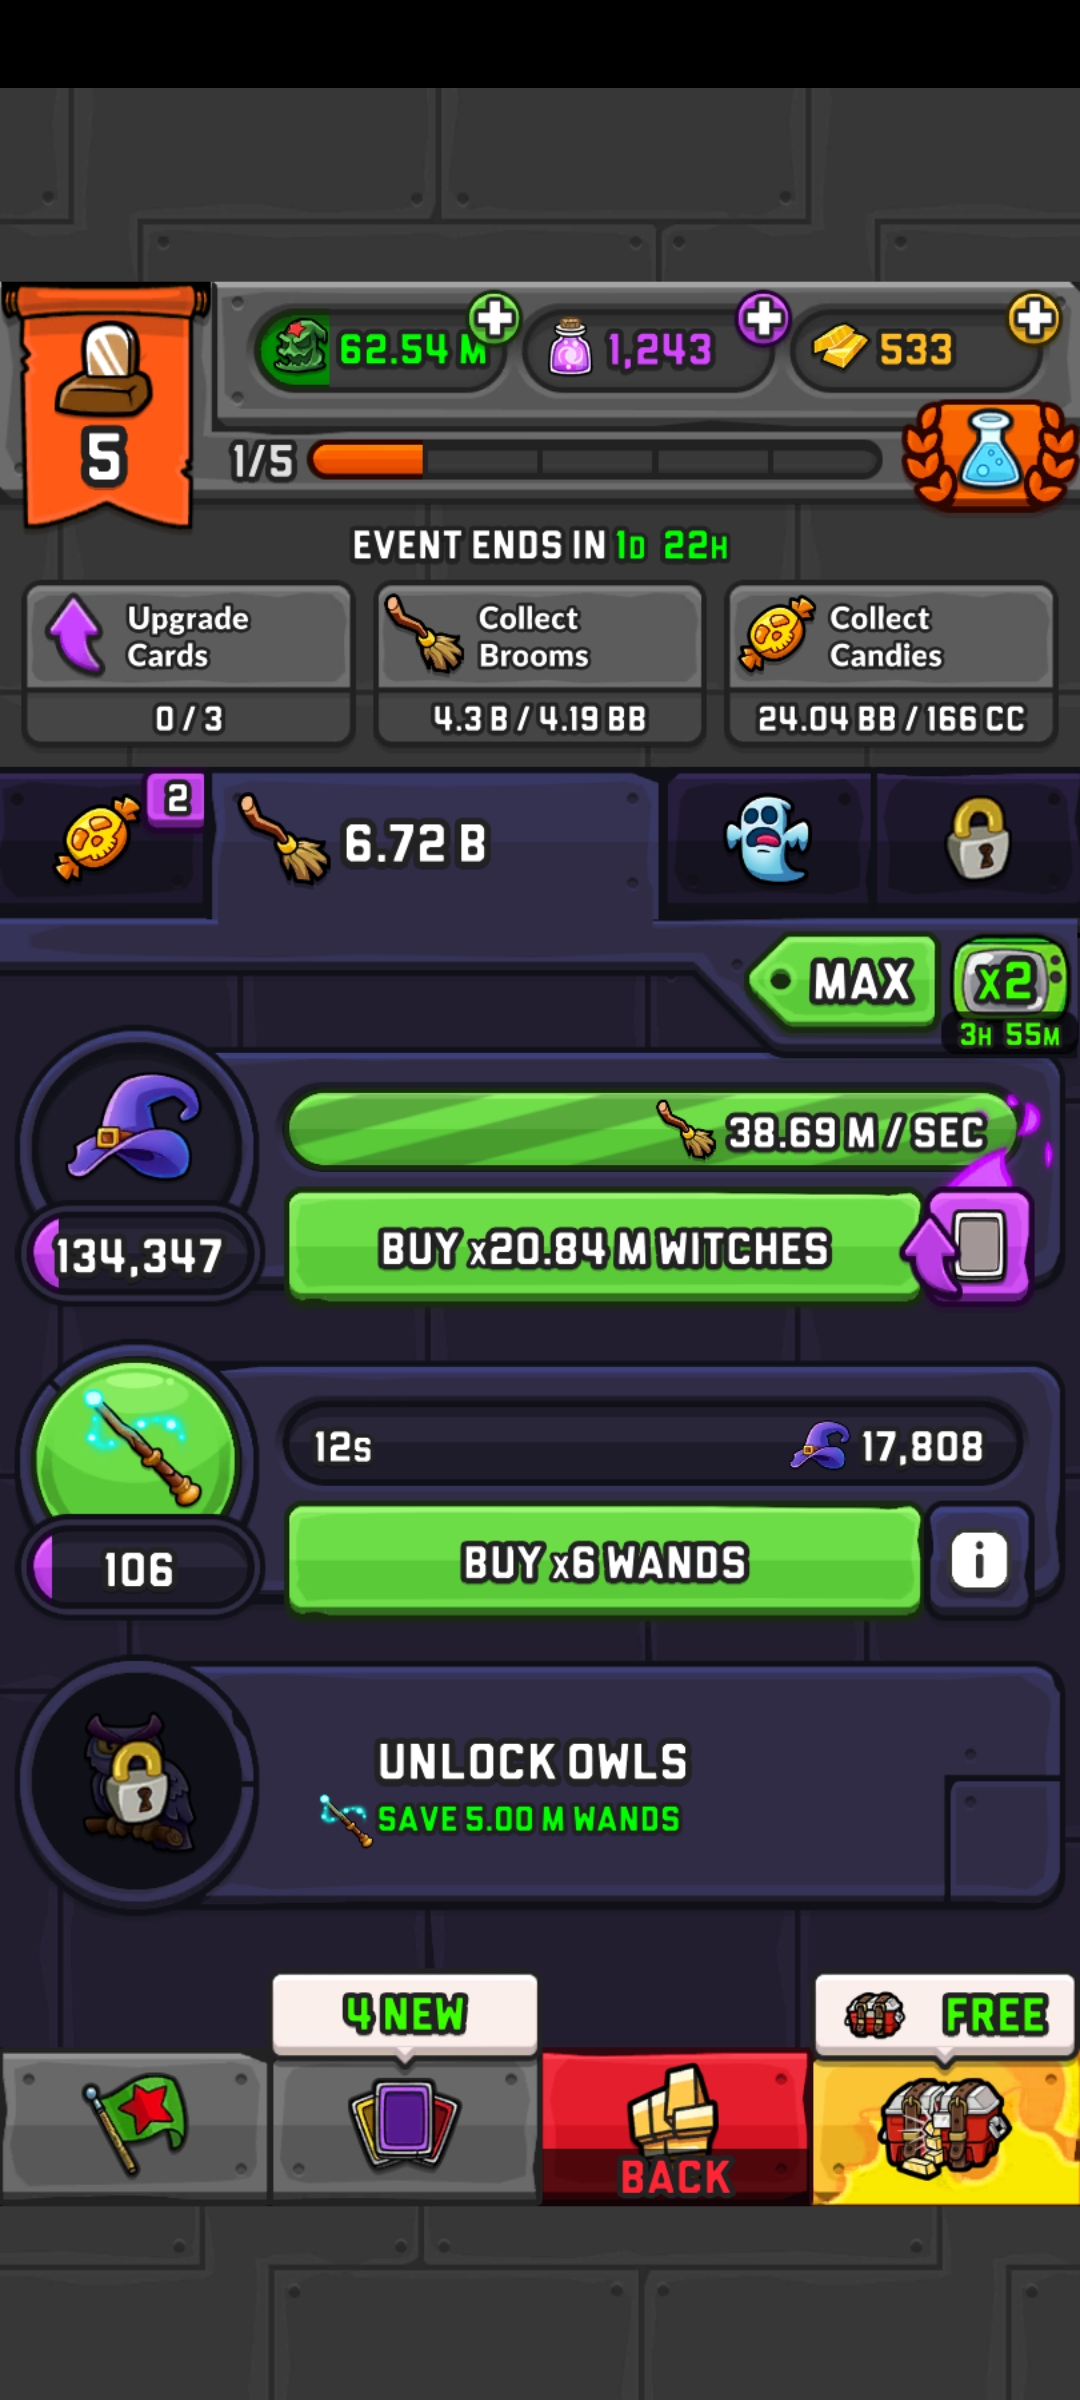 62.54 M
1,243
533
5
1/5
EVENT ENDS IN 1D 22H
Upgrade
Cards
0 / 3
Collect
Brooms
4.3 B / 4.19 BB
Collect
Candies
24.04 BB / 166 CC
2
6.72 B
MAX
x2
3H 55M
38.69 M / SEC
134,347
BUY x20.84 M WITCHES
12s
17,808
106
BUY x6 WANDS
i
UNLOCK OWLS
SAVE 5.00 M WANDS
4 NEW
FREE
BACK